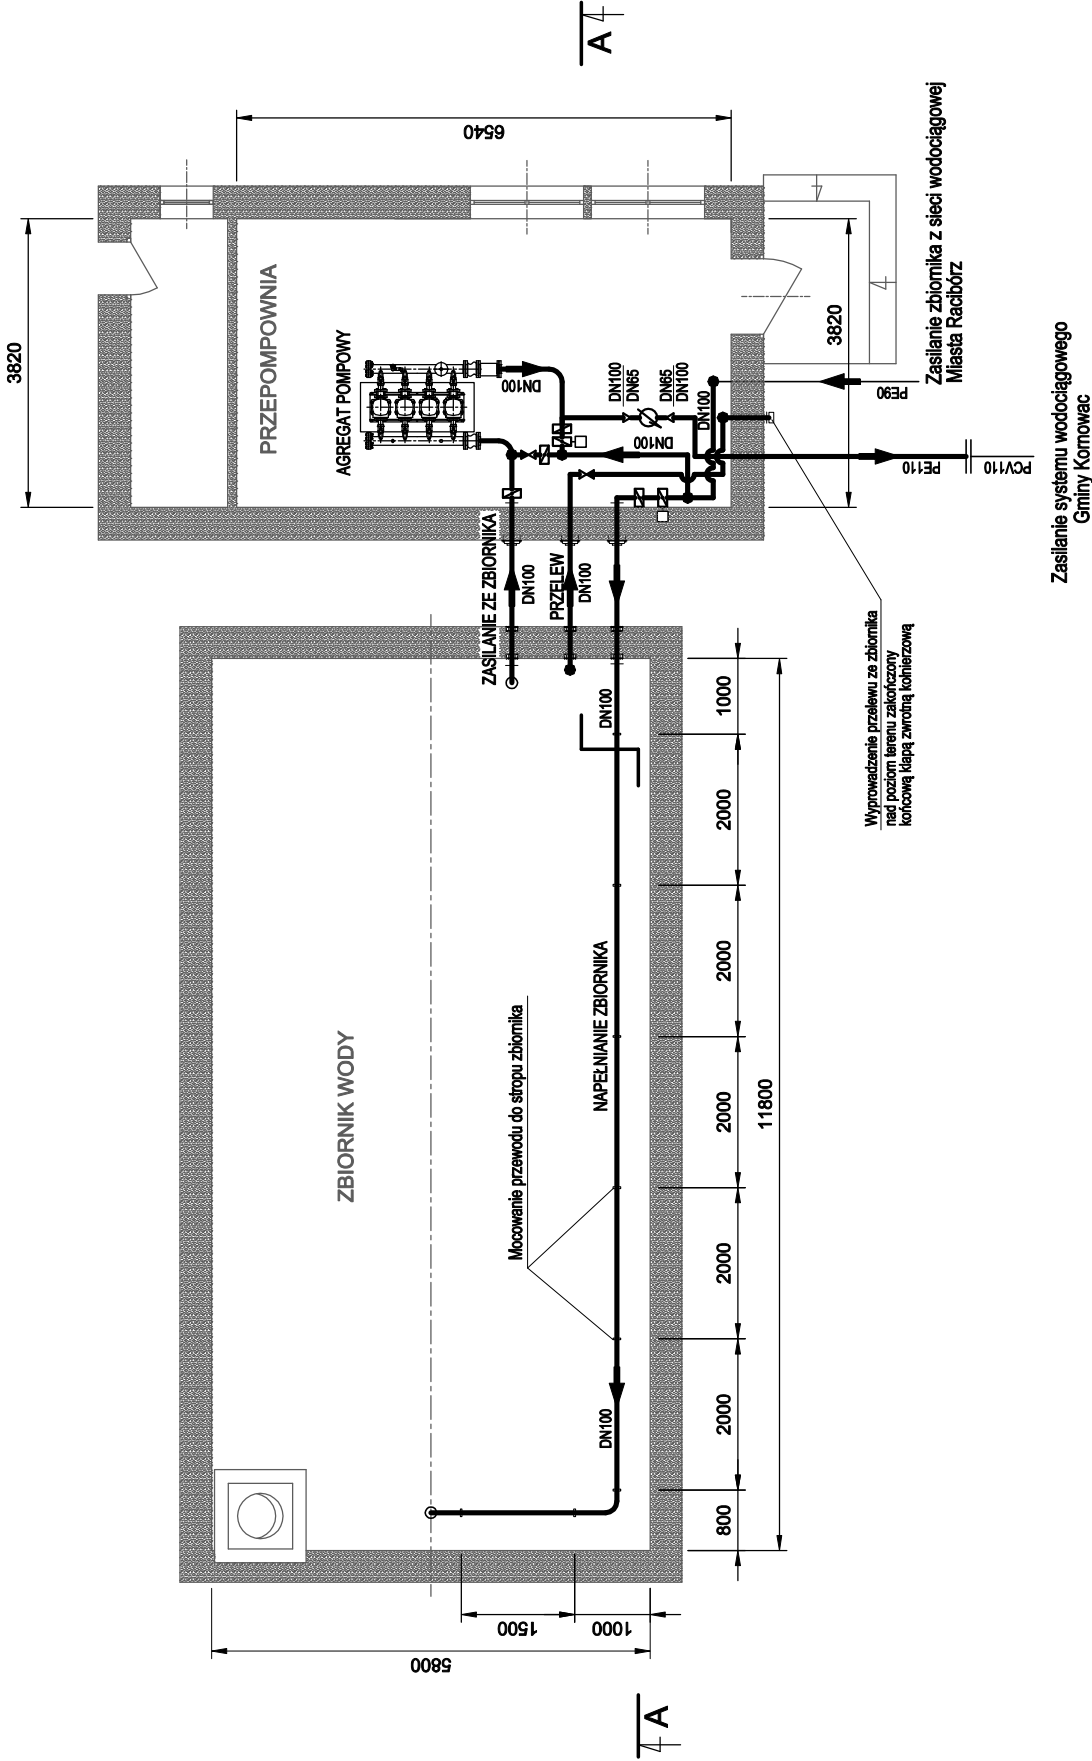 A
6540
3820
PRZEPOMPOWNIA
AGREGAT POMPOWY
DN100
DN100
DN65
DN65
DN100
DN100
DN100
3820
PE90
Zasilanie zbiornika z sieci wodociągowej
Miasta Racibórz
PE110
PCV110
Zasilanie systemu wodociągowego
Gminy Kornowac
ZASILANIE ZE ZBIORNIKA
DN100
PRZELEW
DN100
DN100
Wyprowadzenie przelewu ze zbiornika
nad poziom terenu zakończony
końcową klapą zwrotną kołnierzową
ZBIORNIK WODY
Mocowanie przewodu do stropu zbiornika
NAPEŁNIANIE ZBIORNIKA
DN100
1000
2000
2000
2000
2000
2000
800
11800
1500
1000
5800
A